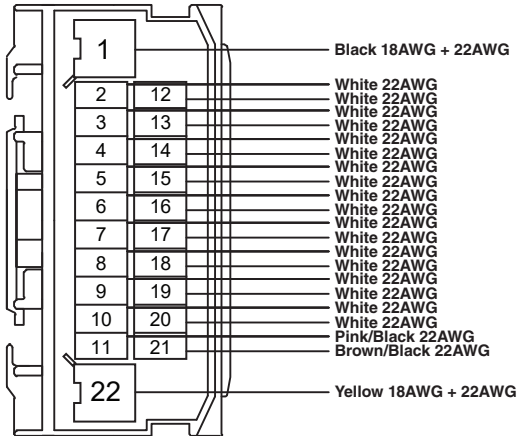 1 Black 18AWG + 22AWG
White 22AWG
2 12 White 22AWG
White 22AWG
3 13 White 22AWG
White 22AWG
4 14 White 22AWG
White 22AWG
5 15 White 22AWG
White 22AWG
6 16 White 22AWG
White 22AWG
7 17 White 22AWG
White 22AWG
8 18 White 22AWG
White 22AWG
9 19 White 22AWG
White 22AWG
10 20 White 22AWG
Pink/Black 22AWG
11 21 Brown/Black 22AWG
22 Yellow 18AWG + 22AWG